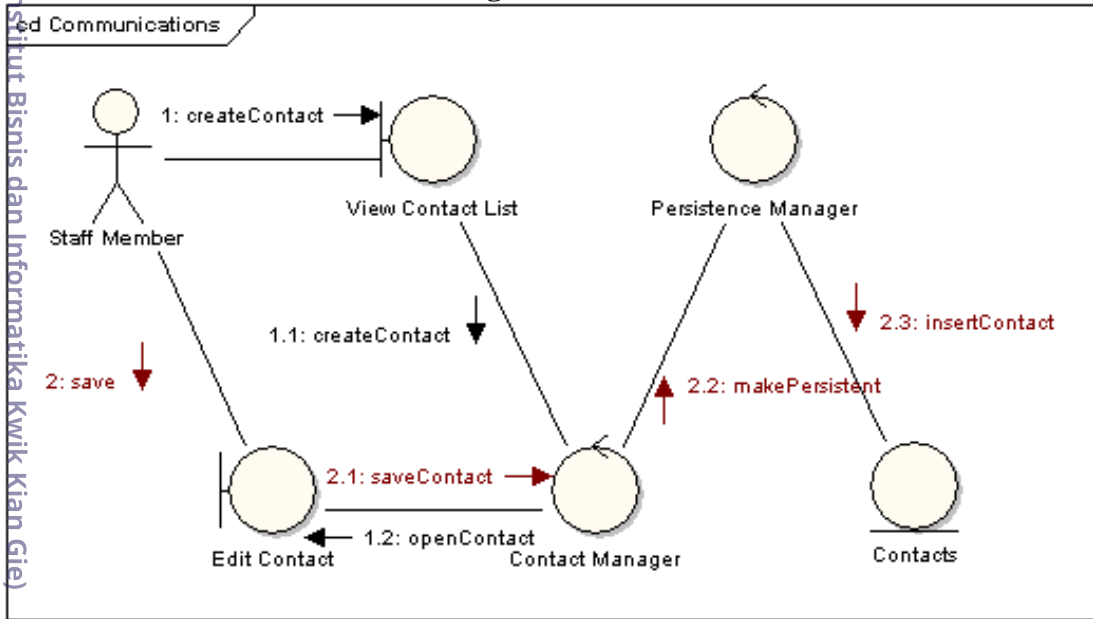 cd Communications
1: createContact
View Contact List
Persistence Manager
Staff Member
1.1: createContact
2.3: insertContact
2: save
2.2: makePersistent
2.1: saveContact
1.2: openContact
Edit Contact
Contact Manager
Contacts
nstitut Bisnis dan Informatika Kwik Kian Gie)